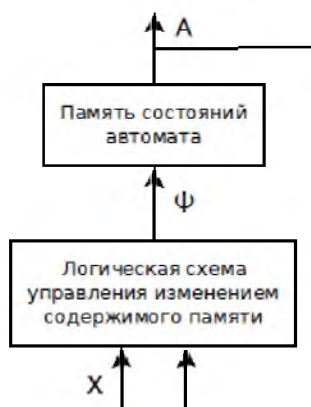 A
Память состояний
автомата
ψ
Логическая схема
управления изменением
содержимого памяти
X